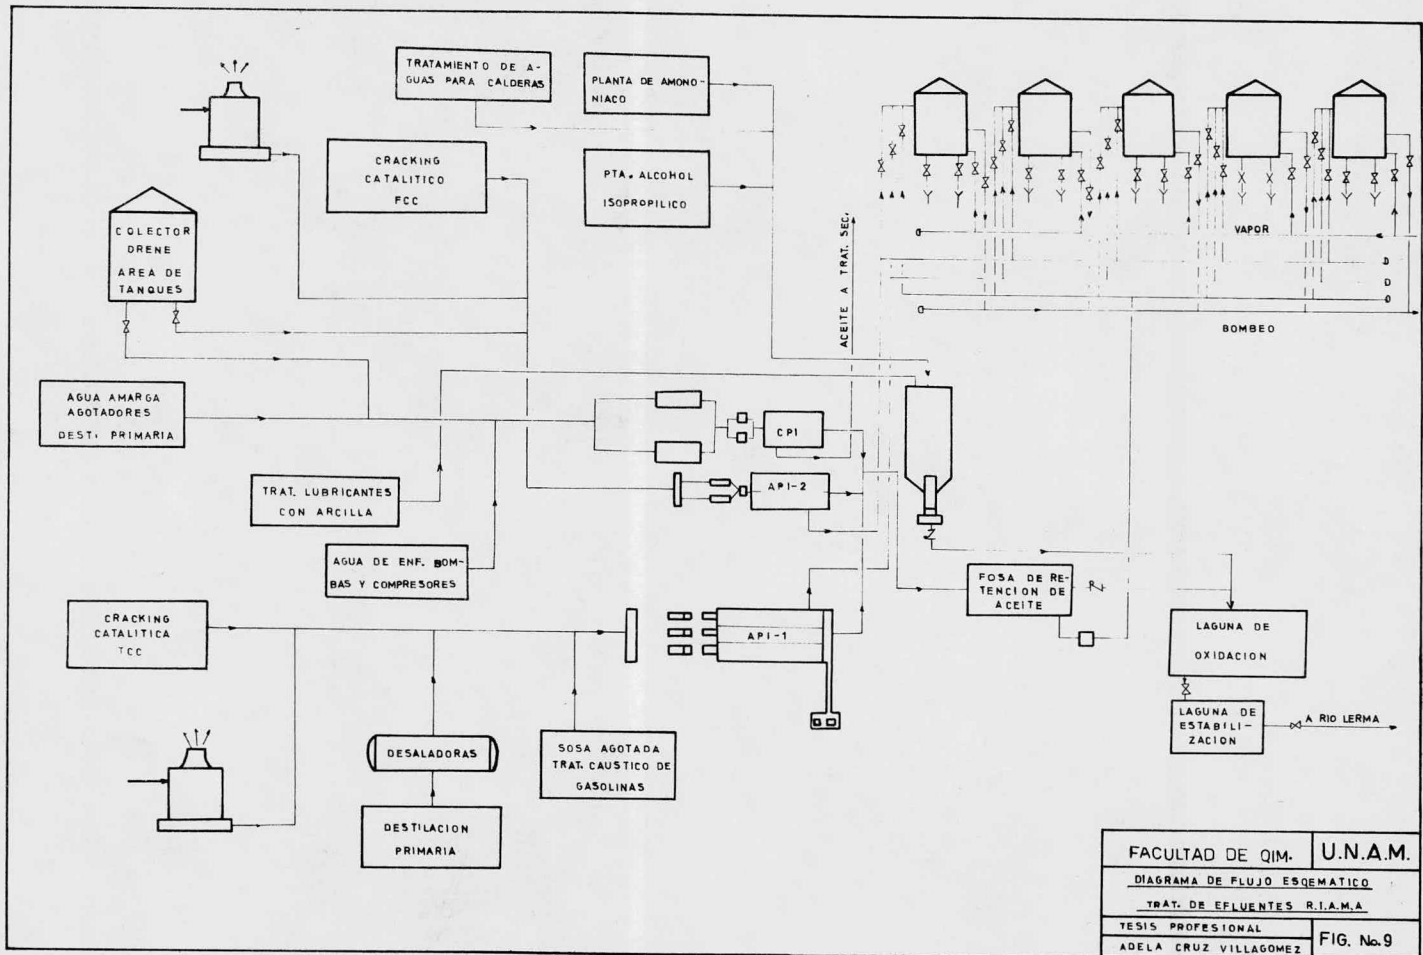 TRATAMIENTO DE A-
GUAS PARA CALDERAS
PLANTA DE AMONO-
NIACO
CRACKING
CATALITICO
FCC
PTA. ALCOHOL
ISOPROPILICO
COLECTOR
DRENE
AREA DE
TANQUES
ACEITE A TRAT. SEC.
VAPOR
D
D
D
BOMBEO
AGUA AMARGA
AGOTADORES
DEST. PRIMARIA
CPI
TRAT. LUBRICANTES
CON ARCILLA
API-2
AGUA DE ENF. BOM-
BAS Y COMPRESORES
FOSA DE RE-
TENCION DE
ACEITE
CRACKING
CATALITICA
TCC
API-1
LAGUNA DE
OXIDACION
LAGUNA DE
ESTABILI-
ZACION
A RIO LERMA
DESALADORAS
SOSA AGOTADA
TRAT. CAUSTICO DE
GASOLINAS
DESTILACION
PRIMARIA
FACULTAD DE QIM.
U.N.A.M.
DIAGRAMA DE FLUJO ESQEMATICO
TRAT. DE EFLUENTES R.I.A.M.A
TESIS PROFESIONAL
ADELA CRUZ VILLAGOMEZ
FIG. No.9